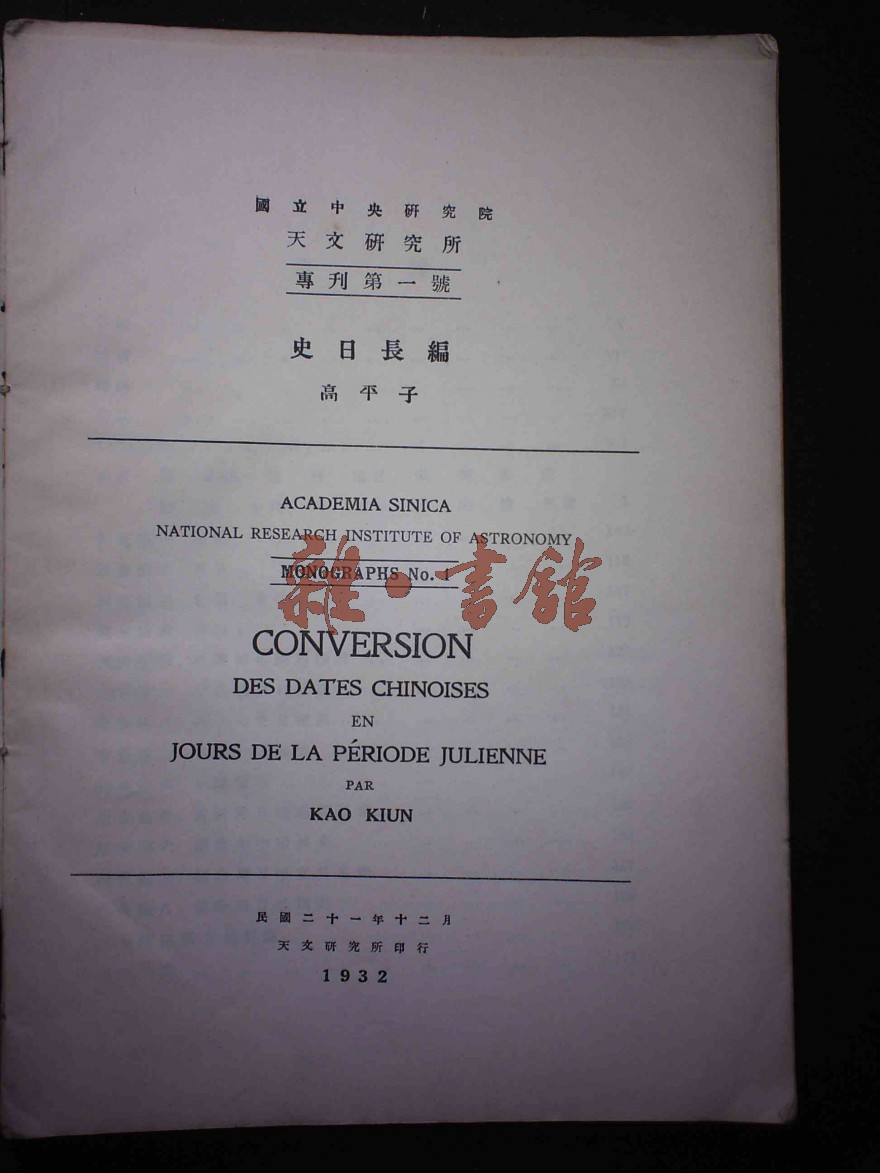 國立中央研究院
天文研究所
專刊第一號
史日長編
高平子
ACADEMIA SINICA
NATIONAL RESEARCH INSTITUTE OF ASTRONOMY
MONOGRAPHS No. 1
雜·書館
CONVERSION
DES DATES CHINOISES
EN
JOURS DE LA PÉRIODE JULIENNE
PAR
KAO KIUN
民國二十一年十二月
天文研究所印行
1932